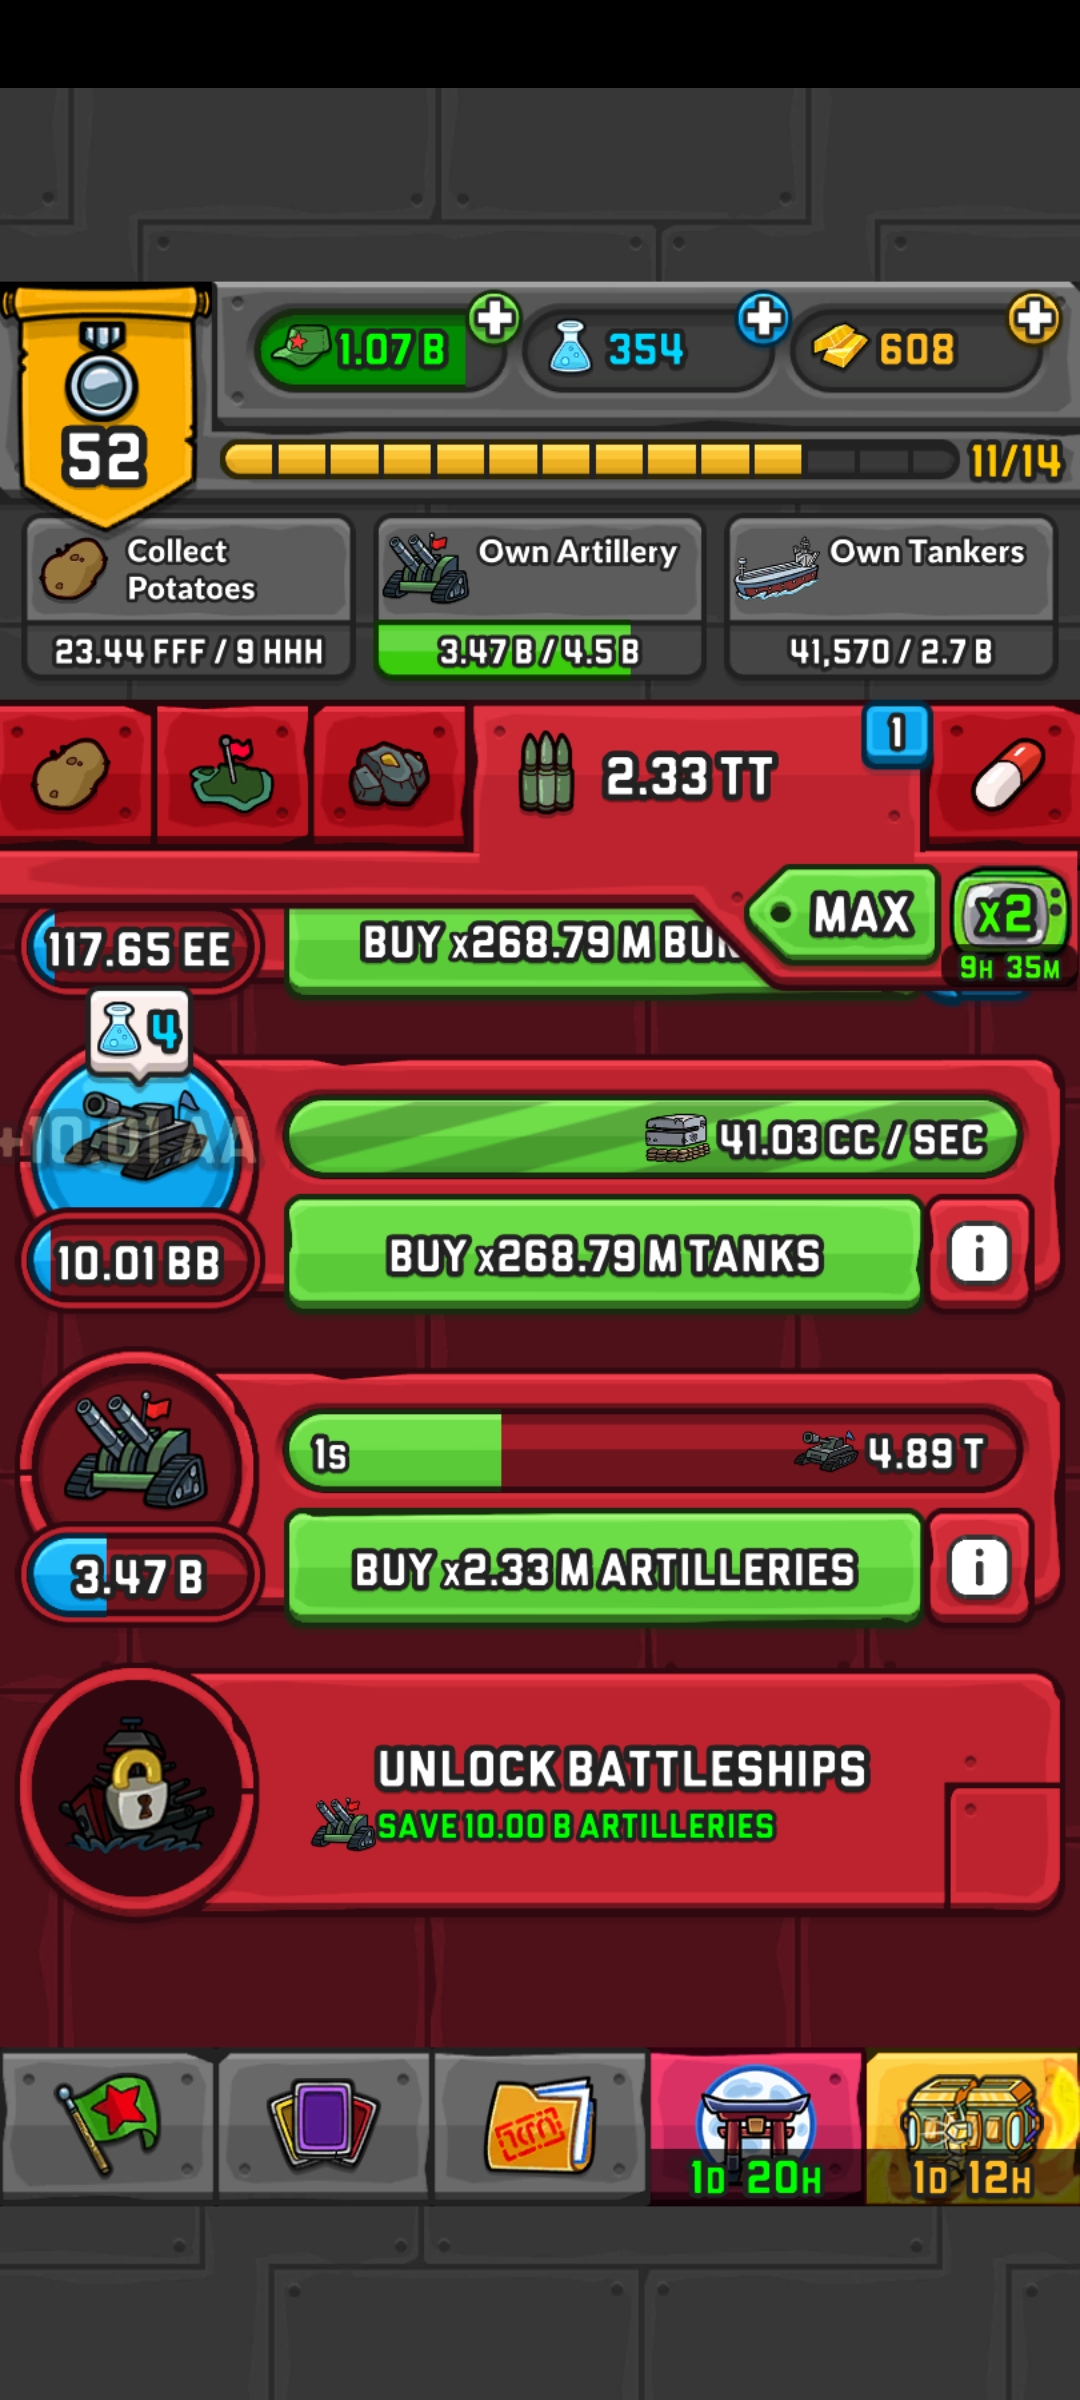 1.07 B
354
608
52
11/14
Collect
Potatoes
Own Artillery
Own Tankers
23.44 FFF / 9 HHH
3.47 B / 4.5 B
41,570 / 2.7 B
1
2.33 TT
MAX
x2
9H 35M
117.65 EE
BUY x268.79 M
4
+10.01 AA
41.03 CC / SEC
10.01 BB
BUY x268.79 M TANKS
i
1s
4.89 T
3.47 B
BUY x2.33 M ARTILLERIES
i
UNLOCK BATTLESHIPS
SAVE 10.00 B ARTILLERIES
1D 20H
1D 12H